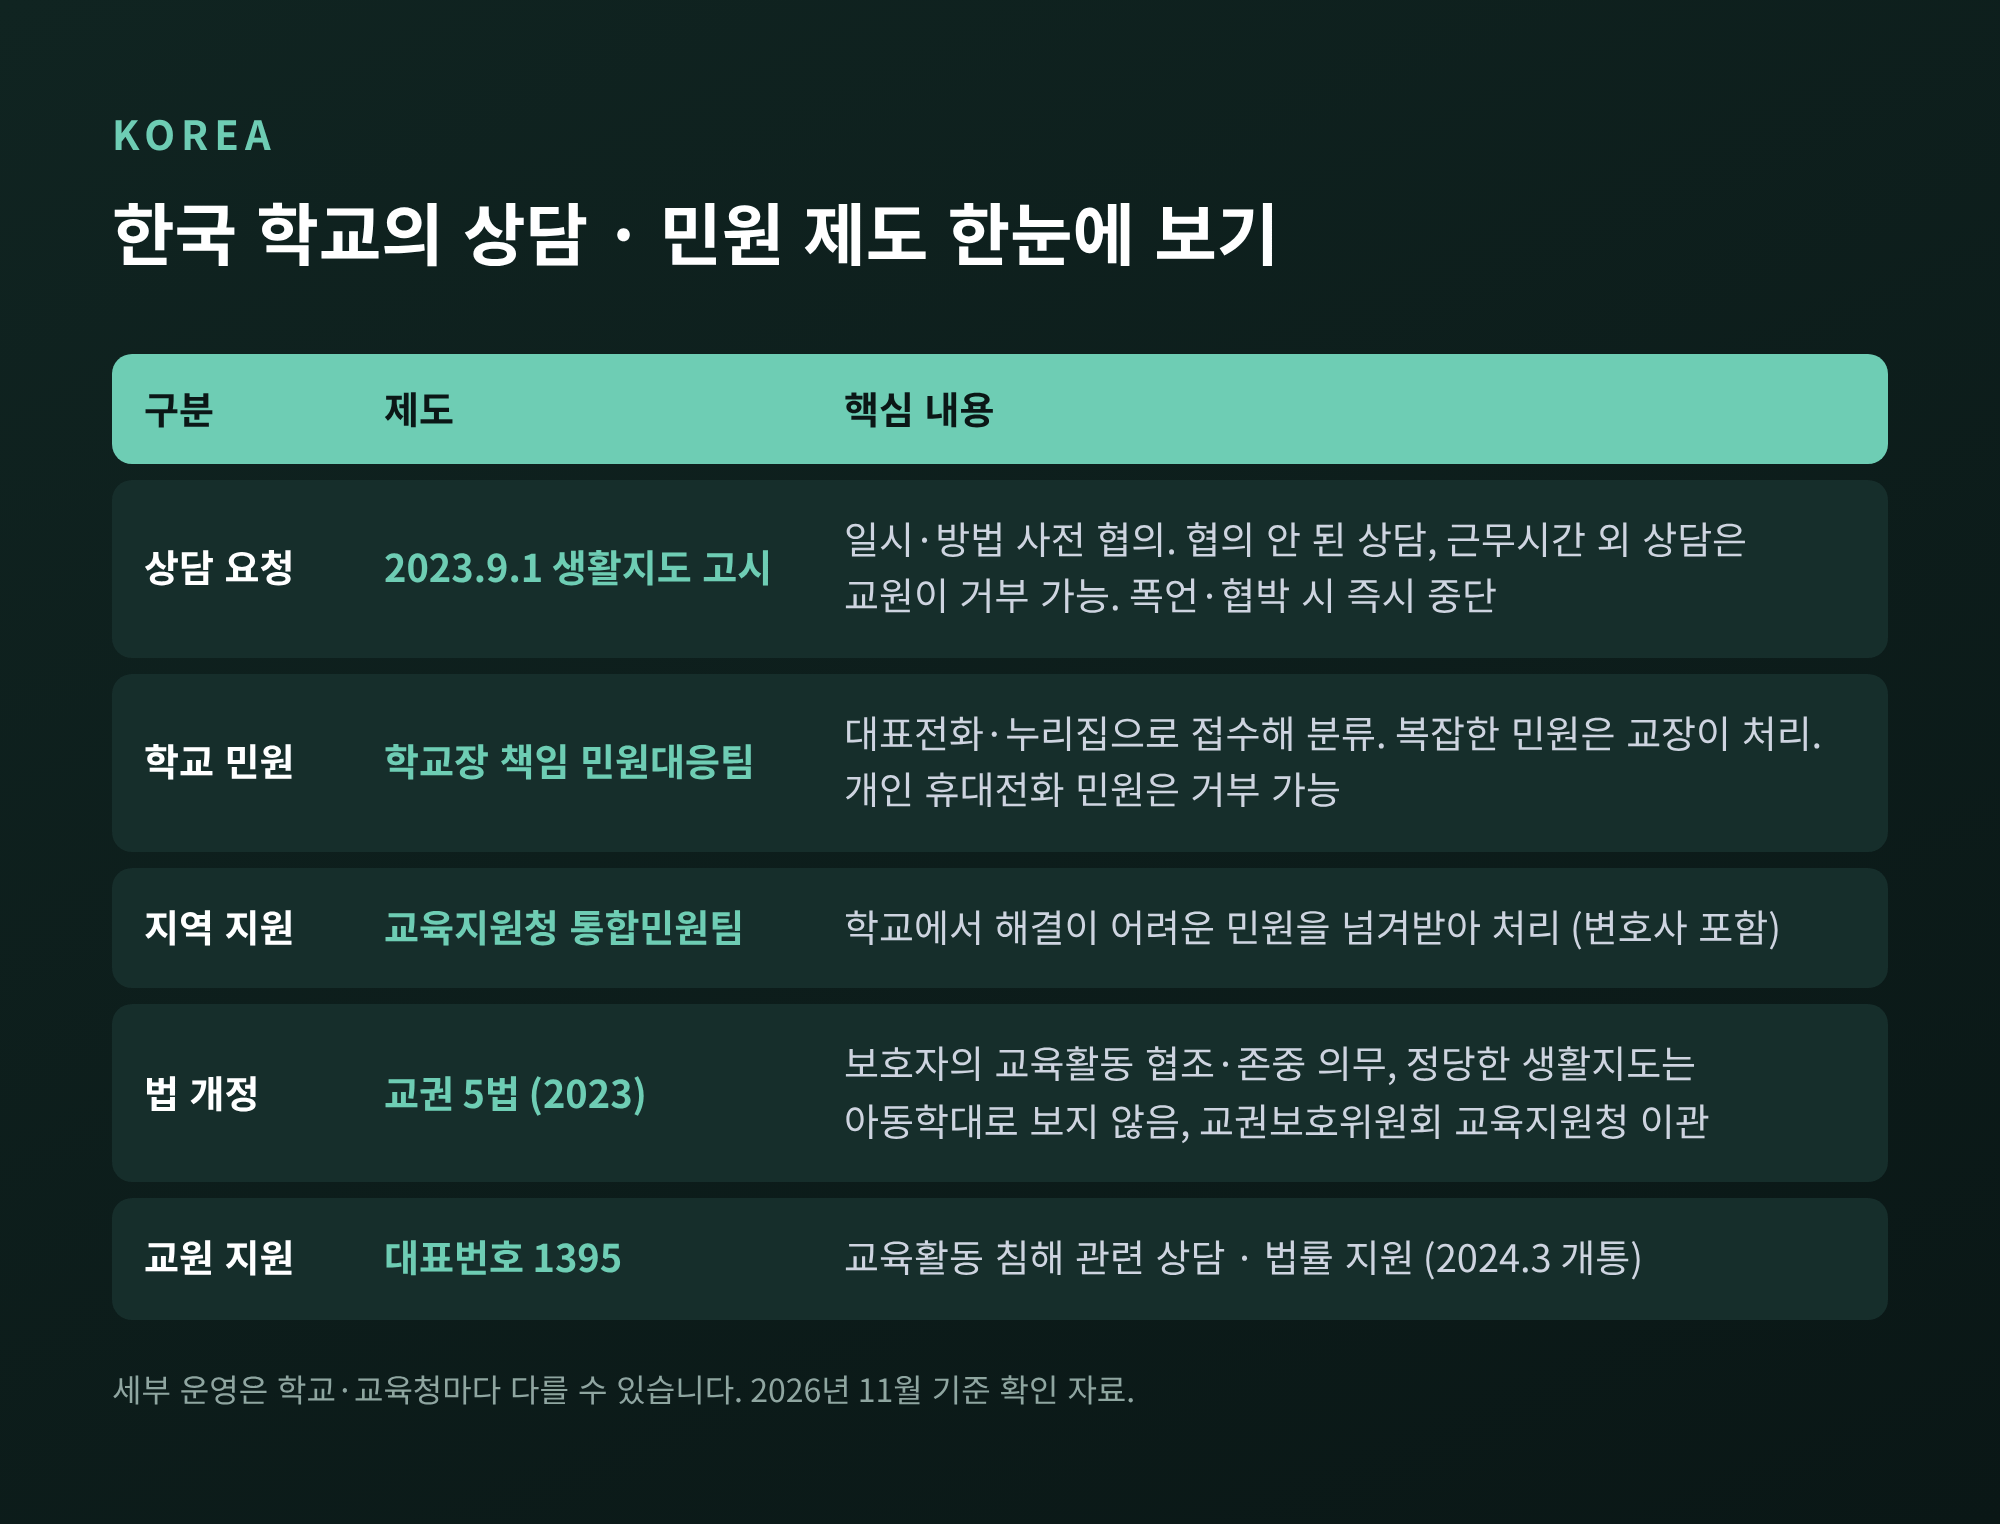 KOREA
한국 학교의 상담 · 민원 제도 한눈에 보기
구분 제도 핵심 내용
상담 요청 2023.9.1 생활지도 고시 일시·방법 사전 협의. 협의 안 된 상담, 근무시간 외 상담은
교원이 거부 가능. 폭언·협박 시 즉시 중단
학교 민원 학교장 책임 민원대응팀 대표전화·누리집으로 접수해 분류. 복잡한 민원은 교장이 처리.
개인 휴대전화 민원은 거부 가능
지역 지원 교육지원청 통합민원팀 학교에서 해결이 어려운 민원을 넘겨받아 처리 (변호사 포함)
법 개정 교권 5법 (2023) 보호자의 교육활동 협조·존중 의무, 정당한 생활지도는
아동학대로 보지 않음, 교권보호위원회 교육지원청 이관
교원 지원 대표번호 1395 교육활동 침해 관련 상담 · 법률 지원 (2024.3 개통)
세부 운영은 학교·교육청마다 다를 수 있습니다. 2026년 11월 기준 확인 자료.